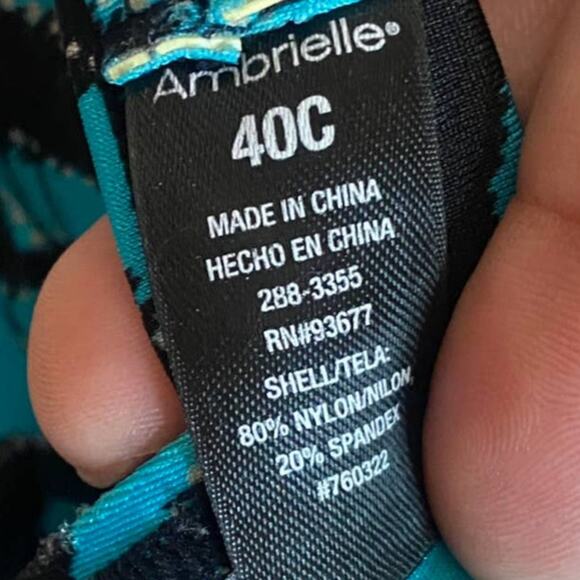 Ambrielle®
40C
MADE IN CHINA
HECHO EN CHINA
288-3355
RN#93677
SHELL/TELA:
80% NYLON/NILON,
20% SPANDEX
#760322